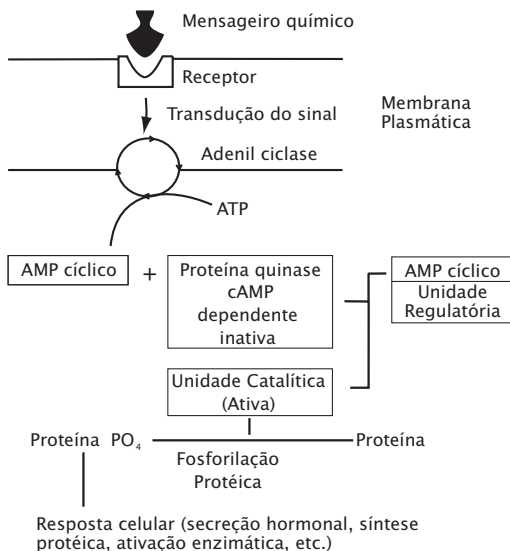 Mensageiro químico
Receptor
Transdução do sinal
Membrana
Plasmática
Adenil ciclase
ATP
AMP cíclico
+
Proteína quinase
cAMP
dependente
inativa
AMP cíclico
Unidade
Regulatória
Unidade Catalítica
(Ativa)
Proteína PO₄
Proteína
Fosforilação
Protéica
Resposta celular (secreção hormonal, síntese
protéica, ativação enzimática, etc.)